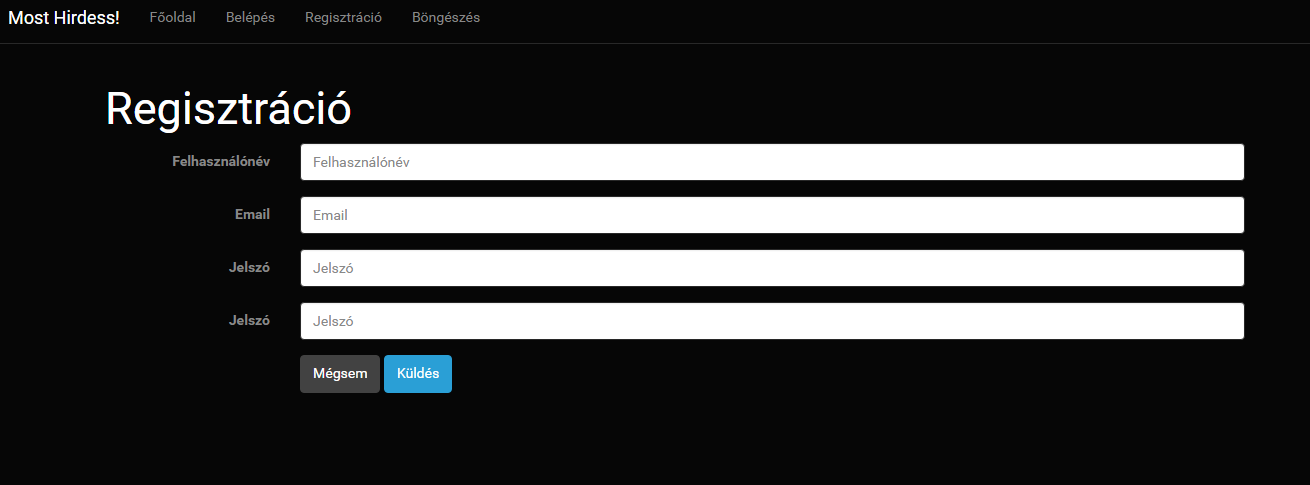 Most Hirdess! Főoldal Belépés Regisztráció Böngészés
Regisztráció
Felhasználónév Felhasználónév
Email Email
Jelszó Jelszó
Jelszó Jelszó
Mégsem Küldés